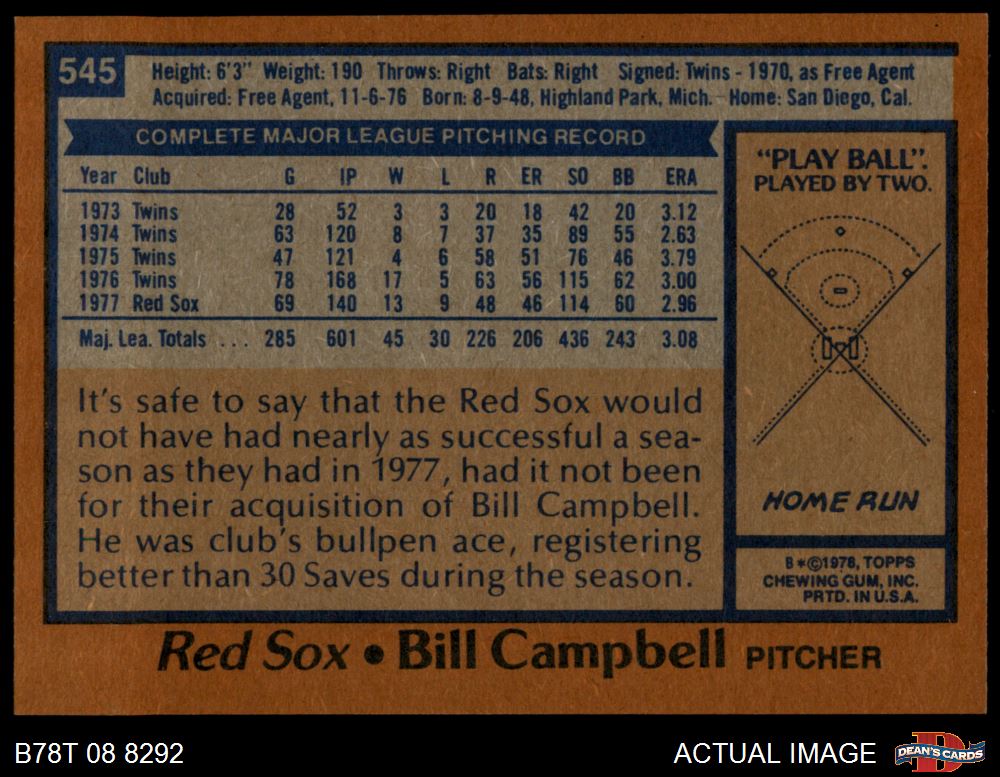 545
Height: 6'3" Weight: 190 Throws: Right Bats: Right Signed: Twins - 1970, as Free Agent
Acquired: Free Agent, 11-6-76 Born: 8-9-48, Highland Park, Mich. Home: San Diego, Cal.
COMPLETE MAJOR LEAGUE PITCHING RECORD
Year Club G IP W L R ER SO BB ERA
1973 Twins 28 52 3 3 20 18 42 20 3.12
1974 Twins 63 120 8 7 37 35 89 55 2.63
1975 Twins 47 121 4 6 58 51 76 46 3.79
1976 Twins 78 168 17 5 63 56 115 62 3.00
1977 Red Sox 69 140 13 9 48 46 114 60 2.96
Maj. Lea. Totals . . . 285 601 45 30 226 206 436 243 3.08
It's safe to say that the Red Sox would
not have had nearly as successful a sea-
son as they had in 1977, had it not been
for their acquisition of Bill Campbell.
He was club's bullpen ace, registering
better than 30 Saves during the season.
"PLAY BALL".
PLAYED BY TWO.
HOME RUN
B*©1978, TOPPS
CHEWING GUM, INC.
PRTD. IN U.S.A.
Red Sox • Bill Campbell PITCHER
B78T 08 8292
ACTUAL IMAGE
D
DEAN'S CARDS